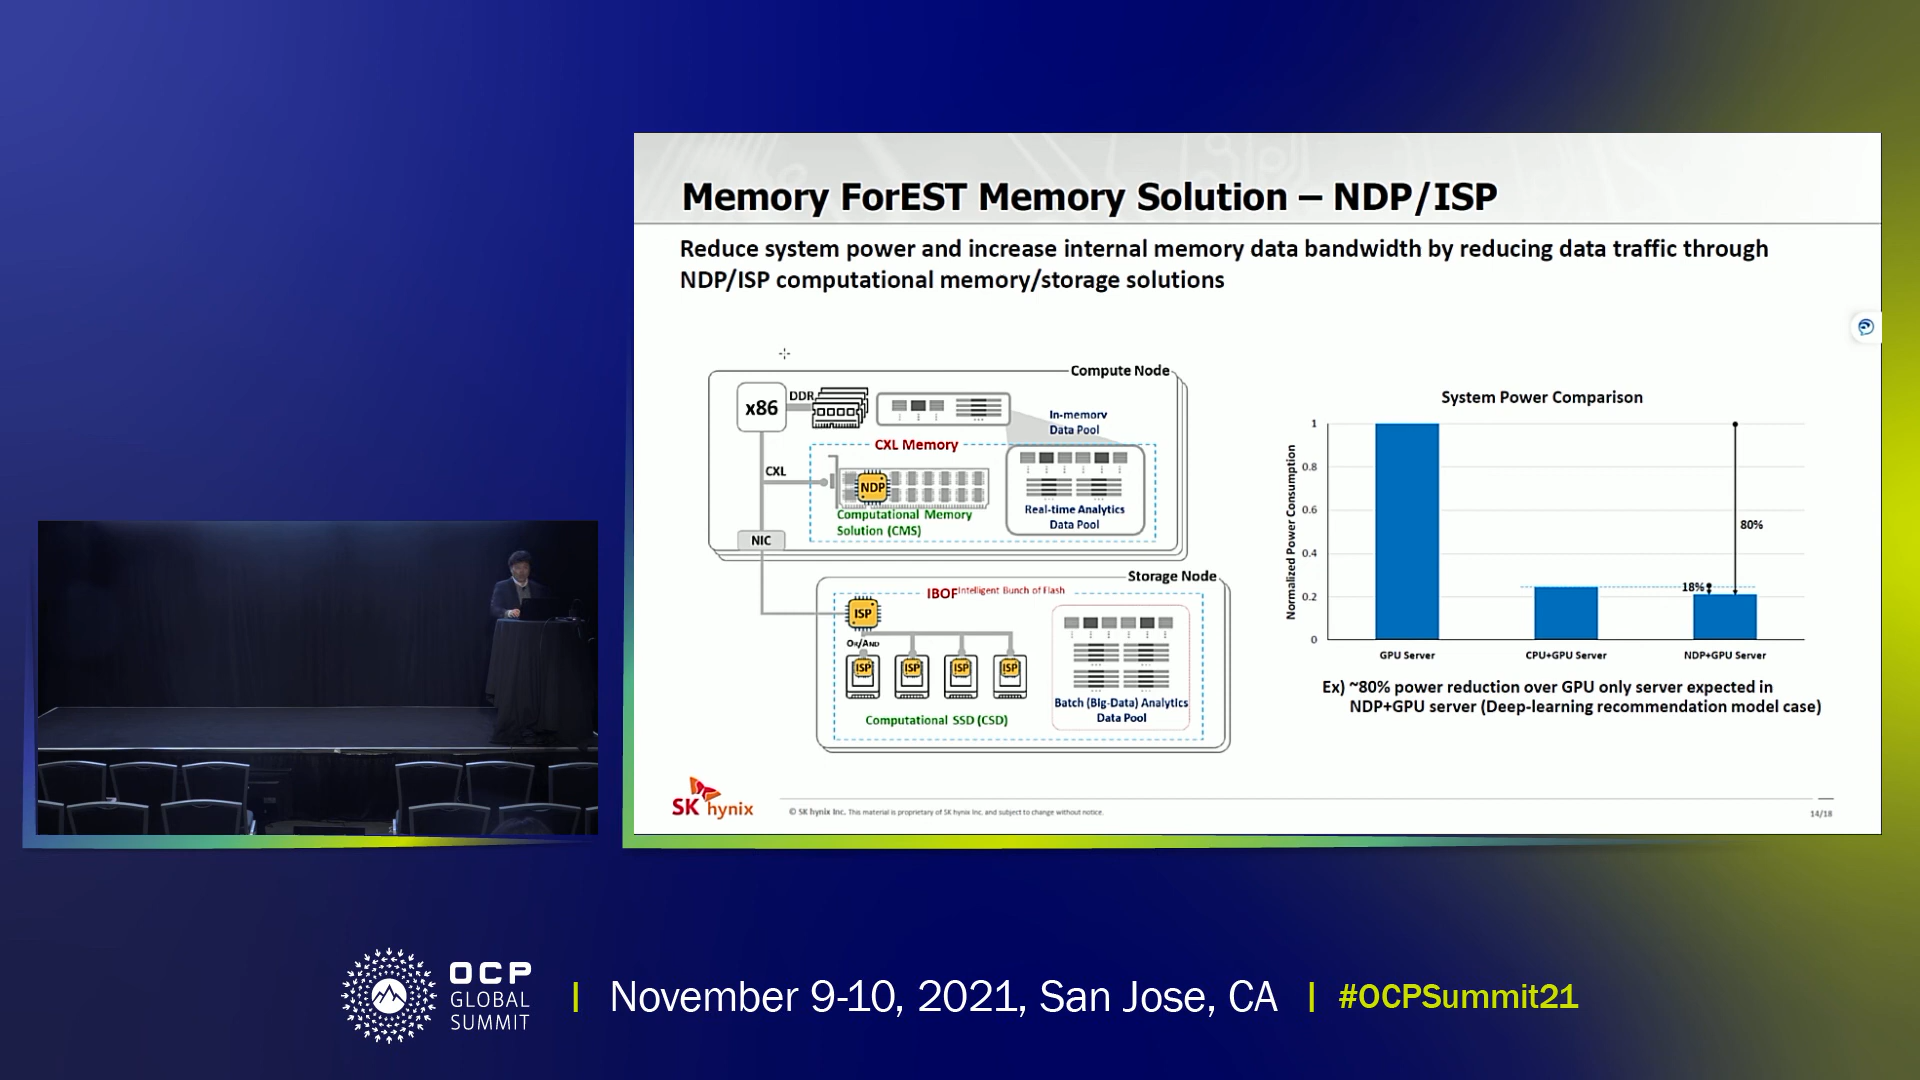 Memory ForEST Memory Solution – NDP/ISP
Reduce system power and increase internal memory data bandwidth by reducing data traffic through
NDP/ISP computational memory/storage solutions
Compute Node
x86
DDR
In-memory
Data Pool
CXL Memory
CXL
NDP
Computational Memory
Solution (CMS)
Real-time Analytics
Data Pool
NIC
Storage Node
IBOF Intelligent Bunch of Flash
ISP
OR/AND
ISP
ISP
ISP
ISP
Computational SSD (CSD)
Batch (Big-Data) Analytics
Data Pool
System Power Comparison
Normalized Power Consumption
1
0.8
0.6
0.4
0.2
0
80%
18%
GPU Server
CPU+GPU Server
NDP+GPU Server
Ex) ~80% power reduction over GPU only server expected in
NDP+GPU server (Deep-learning recommendation model case)
SK hynix
© SK hynix Inc. This material is proprietary of SK hynix Inc. and subject to change without notice.
14/18
OCP
GLOBAL
SUMMIT
November 9-10, 2021, San Jose, CA
#OCPSummit21